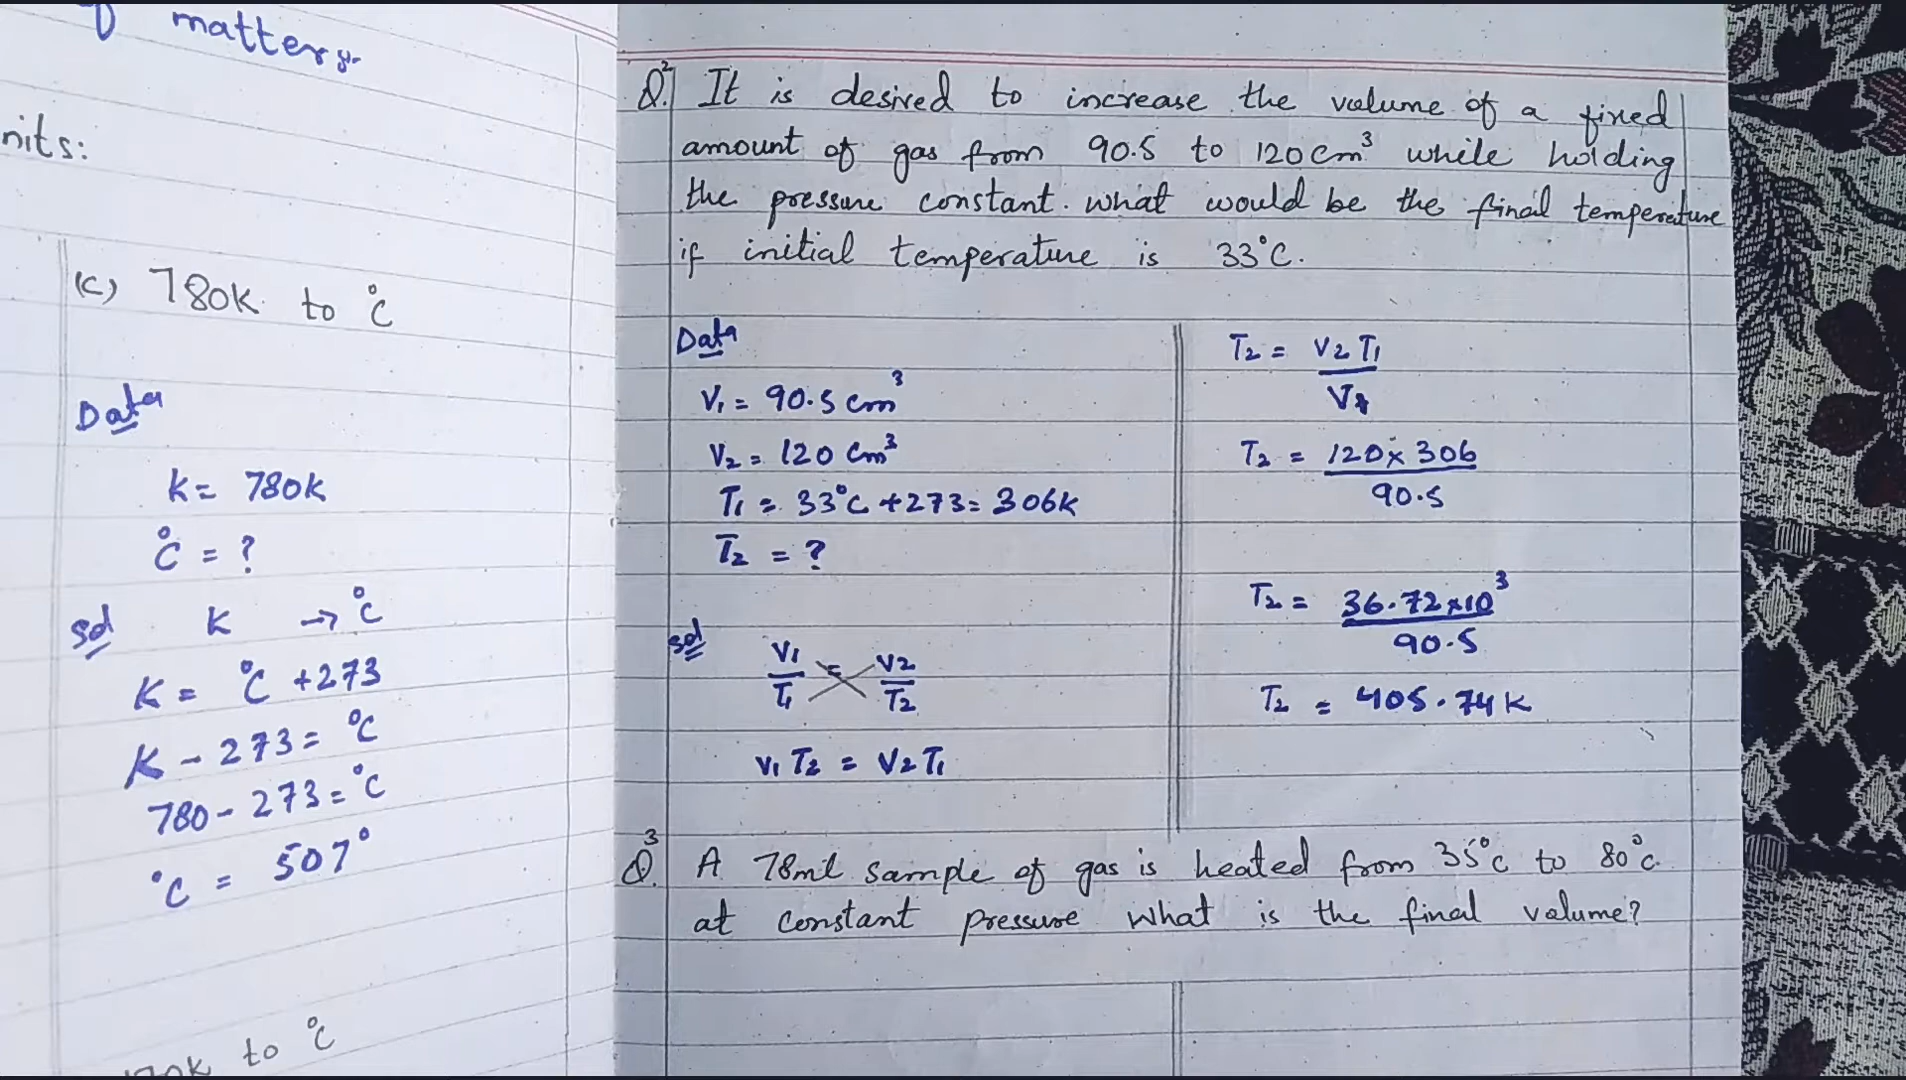 of matter
nits:
(C) 780K to °C
Data
K = 780K
°C = ?
Sol K → °C
K = °C + 273
K - 273 = °C
780 - 273 = °C
°C = 507°
K to °C
Q.2 It is desired to increase the volume of a fixed
amount of gas from 90.5 to 120cm³ while holding
the pressure constant. what would be the final temperature
if initial temperature is 33°C.
Data
V₁ = 90.5 cm³
V₂ = 120 cm³
T₁ = 33°C + 273 = 306K
T₂ = ?
Sol
V₁/T₁ = V₂/T₂
V₁ T₂ = V₂ T₁
T₂ = V₂ T₁ / V₁
T₂ = 120 × 306 / 90.5
T₂ = 36.72 × 10³ / 90.5
T₂ = 405.74K
Q.3 A 78ml sample of gas is heated from 35°C to 80°C.
at constant pressure what is the final volume?